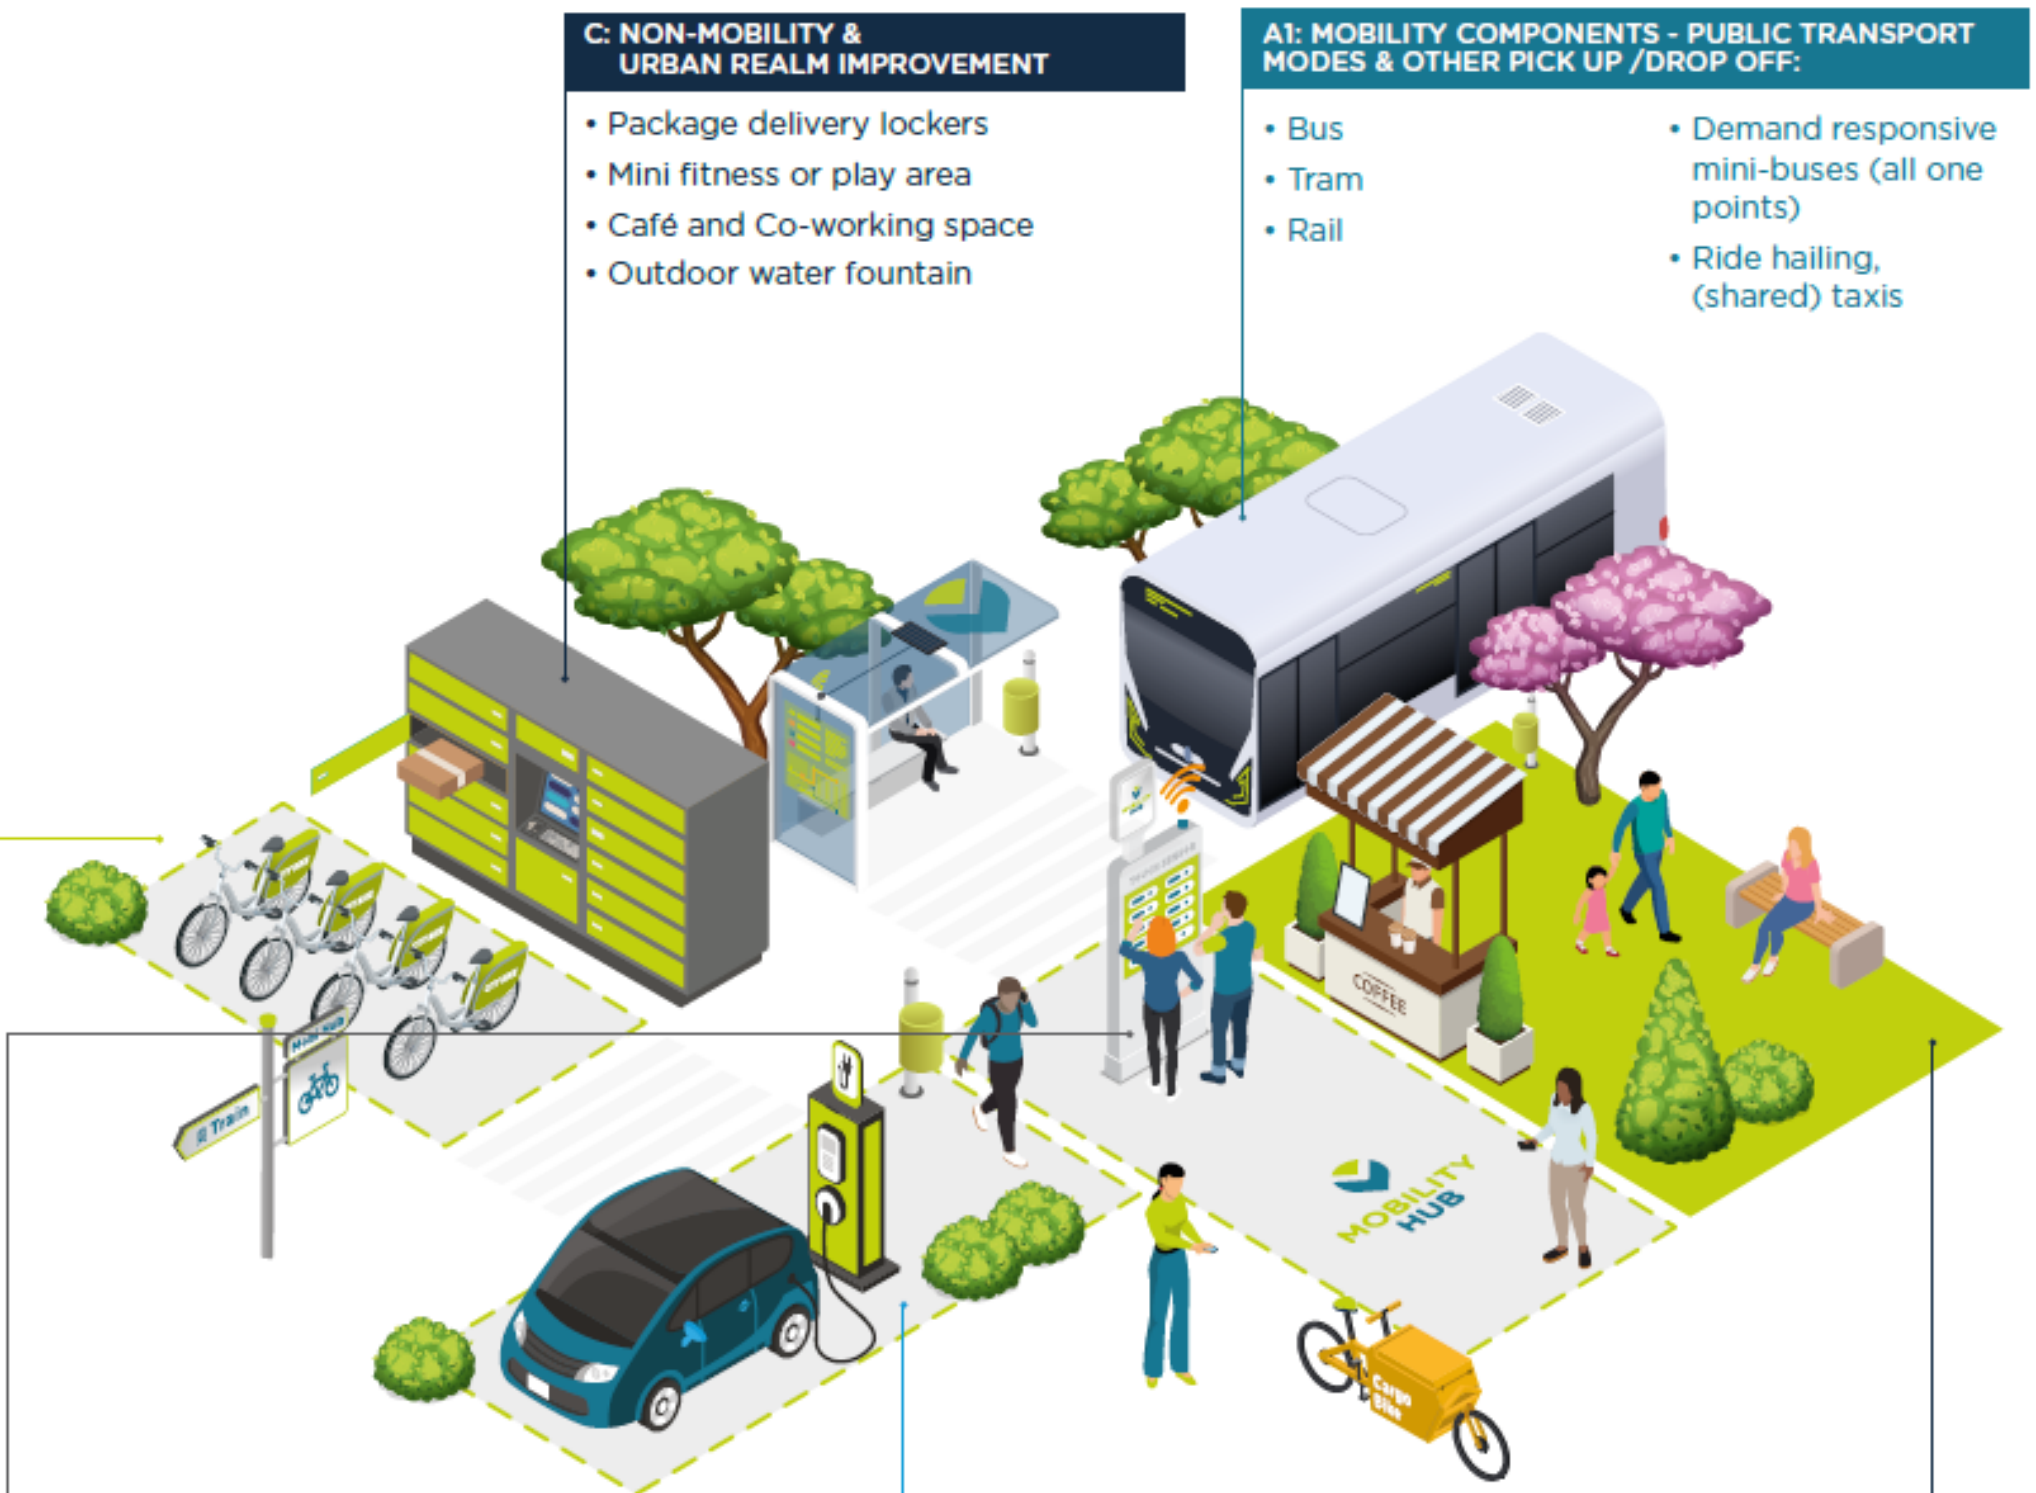 C: NON-MOBILITY &
URBAN REALM IMPROVEMENT
• Package delivery lockers
• Mini fitness or play area
• Café and Co-working space
• Outdoor water fountain
A1: MOBILITY COMPONENTS - PUBLIC TRANSPORT
MODES & OTHER PICK UP /DROP OFF:
• Bus
• Tram
• Rail
• Demand responsive
mini-buses (all one
points)
• Ride hailing,
(shared) taxis
COFFEE
Train
MOBILITY
HUB
Cargo
Bike